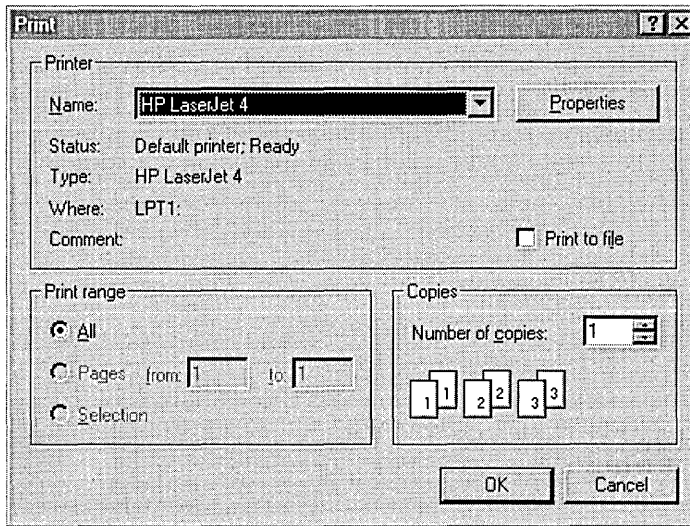 Print
Printer
Name: HP LaserJet 4 Properties
Status: Default printer; Ready
Type: HP LaserJet 4
Where: LPT1:
Comment: Print to file
Print range
All
Pages from: 1 to: 1
Selection
Copies
Number of copies: 1
1 1 2 2 3 3
OK Cancel